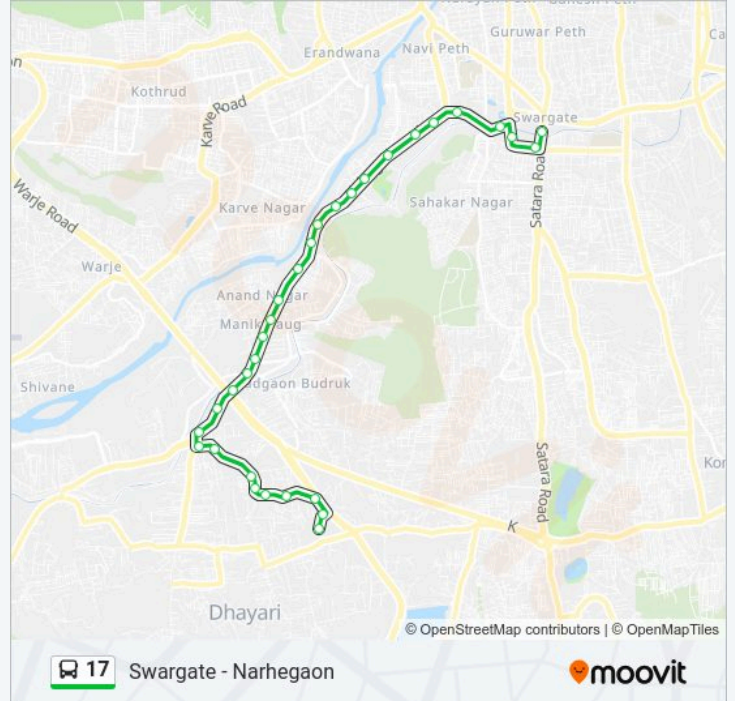 Guruwar Peth
Erandwana
Navi Peth
Kothrud
Karve Road
Swargate
Warje Road
Karve Nagar
Sahakar Nagar
Satara Road
Warje
Anand Nagar
Shivane
Budruk
Satara Road
K
Dhayari
© OpenStreetMap contributors | © OpenMapTiles
17 Swargate - Narhegaon
moovit